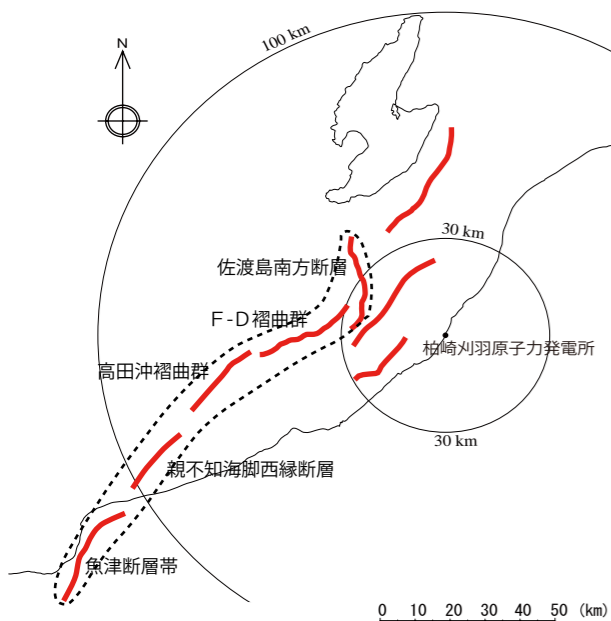 100 km
N
30 km
佐渡島南方断層
F-D褶曲群
柏崎刈羽原子力発電所
高田沖褶曲群
30 km
親不知海脚西縁断層
魚津断層帯
0 10 20 30 40 50 (km)